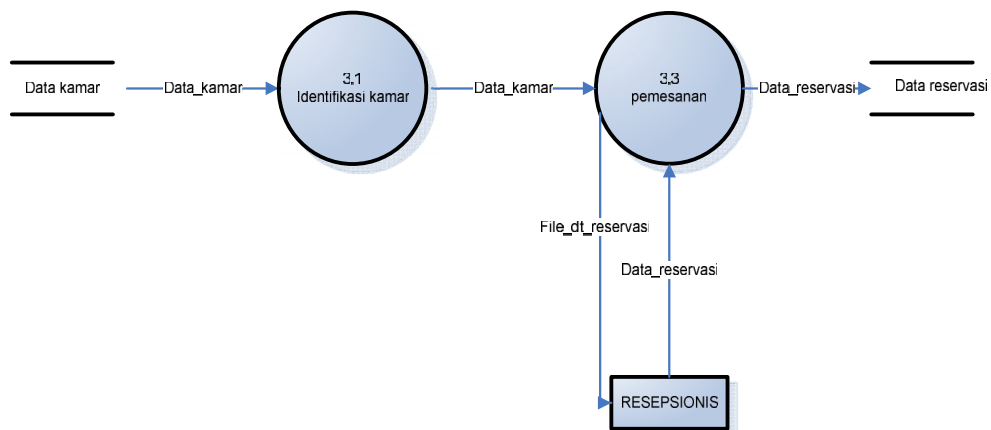 Data kamar
Data_kamar
3.1
Identifikasi kamar
Data_kamar
3.3
pemesanan
Data_reservasi
Data reservasi
File_dt_reservasi
Data_reservasi
RESEPSIONIS